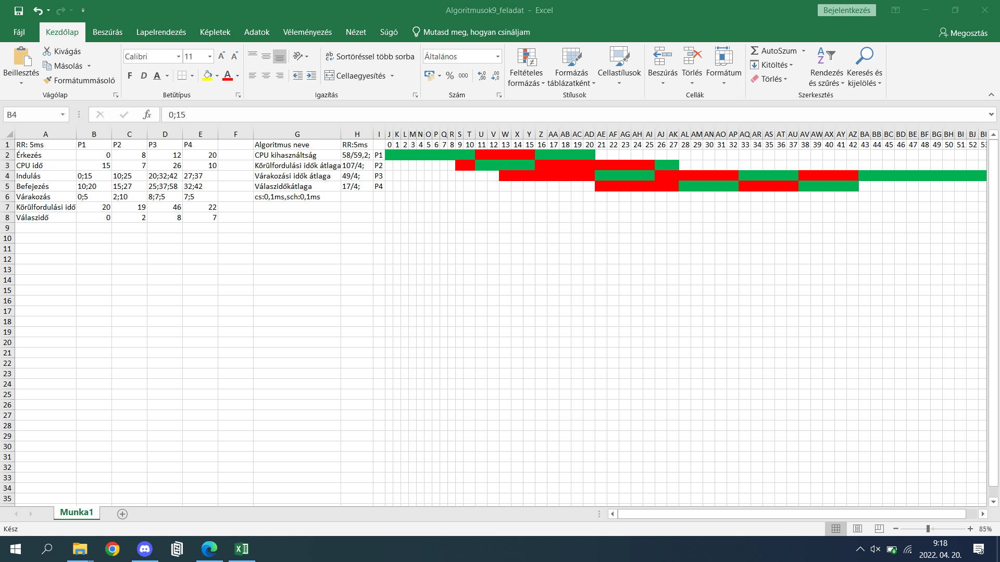 Algoritmusok9_feladat - Excel
Bejelentkezés
Fájl Kezdőlap Beszúrás Lapelrendezés Képletek Adatok Véleményezés Nézet Súgó Mutasd meg, hogyan csináljam Megosztás
Beillesztés
Kivágás
Másolás
Formátummásoló
Vágólap
Calibri 11
F D A
Betűtípus
Sortöréssel több sorba
Cellaegyesítés
Igazítás
Általános
% 000
Szám
Feltételes formázás
Formázás táblázatként
Cellastílusok
Stílusok
Beszúrás Törlés Formátum
Cellák
AutoSzum
Kitöltés
Törlés
Rendezés és szűrés
Keresés és kijelölés
Szerkesztés
B4 fx 0;15
A B C D E F G H I J K L M N O P Q R S T U V W X Y Z AA AB AC AD AE AF AG AH AI AJ AK AL AM AN AO AP AQ AR AS AT AU AV AW AX AY AZ BA BB BC BD BE BF BG BH BI BJ
1 RR: 5ms P1 P2 P3 P4 Algoritmus neve RR:5ms 0 1 2 3 4 5 6 7 8 9 10 11 12 13 14 15 16 17 18 19 20 21 22 23 24 25 26 27 28 29 30 31 32 33 34 35 36 37 38 39 40 41 42 43 44 45 46 47 48 49 50 51 52
2 Érkezés 0 8 12 20 CPU kihasználtság 58/59,2; P1
3 CPU idő 15 7 26 10 Körülfordulási idők átlaga 107/4; P2
4 Indulás 0;15 10;25 20;32;42 27;37 Várakozási idők átlaga 49/4; P3
5 Befejezés 10;20 15;27 25;37;58 32;42 Válaszidőkátlaga 17/4; P4
6 Várakozás 0;5 2;10 8;7;5 7;5 cs:0,1ms,sch:0,1ms
7 Körülfordulási idő 20 19 46 22
8 Válaszidő 0 2 8 7
9
10
11
12
13
14
15
16
17
18
19
20
21
22
23
24
25
26
27
28
29
30
31
32
33
34
35
Munka1
Kész 85%
9:18
2022. 04. 20.